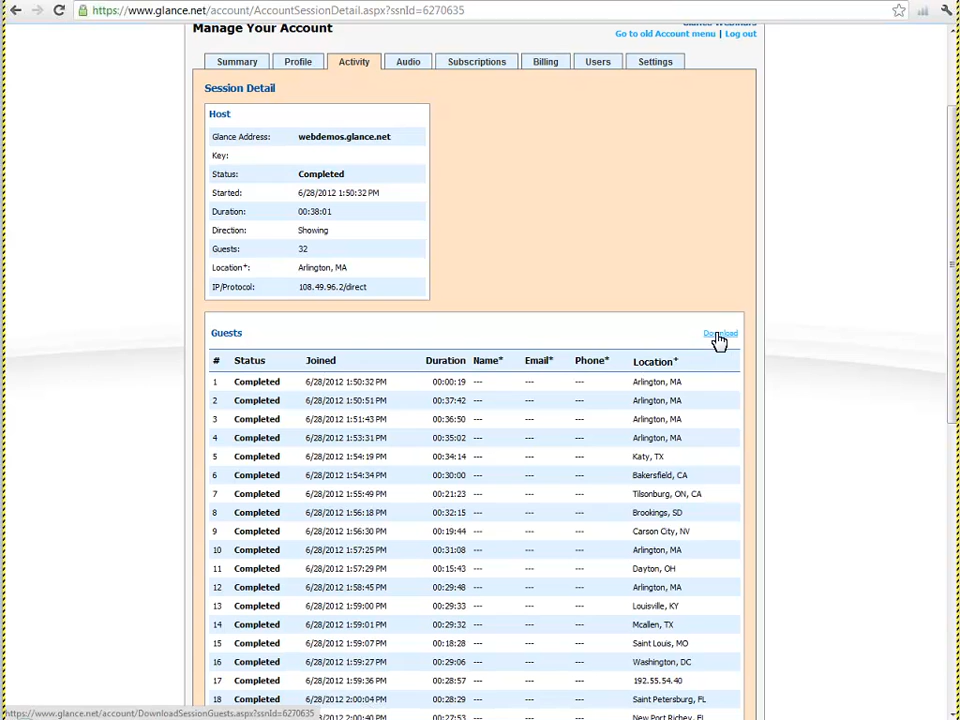 https://www.glance.net/account/AccountSessionDetail.aspx?ssnId=6270635
Manage Your Account
Glance Webinars
Go to old Account menu | Log out
Summary Profile Activity Audio Subscriptions Billing Users Settings
Session Detail
Host
Glance Address: webdemos.glance.net
Key:
Status: Completed
Started: 6/28/2012 1:50:32 PM
Duration: 00:38:01
Direction: Showing
Guests: 32
Location*: Arlington, MA
IP/Protocol: 108.49.96.2/direct
Guests Download
# Status Joined Duration Name* Email* Phone* Location*
1 Completed 6/28/2012 1:50:32 PM 00:00:19 --- --- --- Arlington, MA
2 Completed 6/28/2012 1:50:51 PM 00:37:42 --- --- --- Arlington, MA
3 Completed 6/28/2012 1:51:43 PM 00:36:50 --- --- --- Arlington, MA
4 Completed 6/28/2012 1:53:31 PM 00:35:02 --- --- --- Arlington, MA
5 Completed 6/28/2012 1:54:19 PM 00:34:14 --- --- --- Katy, TX
6 Completed 6/28/2012 1:54:34 PM 00:30:00 --- --- --- Bakersfield, CA
7 Completed 6/28/2012 1:55:49 PM 00:21:23 --- --- --- Tilsonburg, ON, CA
8 Completed 6/28/2012 1:56:18 PM 00:32:15 --- --- --- Brookings, SD
9 Completed 6/28/2012 1:56:30 PM 00:19:44 --- --- --- Carson City, NV
10 Completed 6/28/2012 1:57:25 PM 00:31:08 --- --- --- Arlington, MA
11 Completed 6/28/2012 1:57:29 PM 00:15:43 --- --- --- Dayton, OH
12 Completed 6/28/2012 1:58:45 PM 00:29:48 --- --- --- Arlington, MA
13 Completed 6/28/2012 1:59:00 PM 00:29:33 --- --- --- Louisville, KY
14 Completed 6/28/2012 1:59:01 PM 00:29:32 --- --- --- Mcallen, TX
15 Completed 6/28/2012 1:59:07 PM 00:18:28 --- --- --- Saint Louis, MO
16 Completed 6/28/2012 1:59:27 PM 00:29:06 --- --- --- Washington, DC
17 Completed 6/28/2012 1:59:36 PM 00:28:57 --- --- --- 192.55.54.40
18 Completed 6/28/2012 2:00:04 PM 00:28:29 --- --- --- Saint Petersburg, FL
6/28/2012 2:00:40 PM 00:27:53 --- --- --- New Port Richey, FL
https://www.glance.net/account/DownloadSessionGuests.aspx?ssnId=6270635